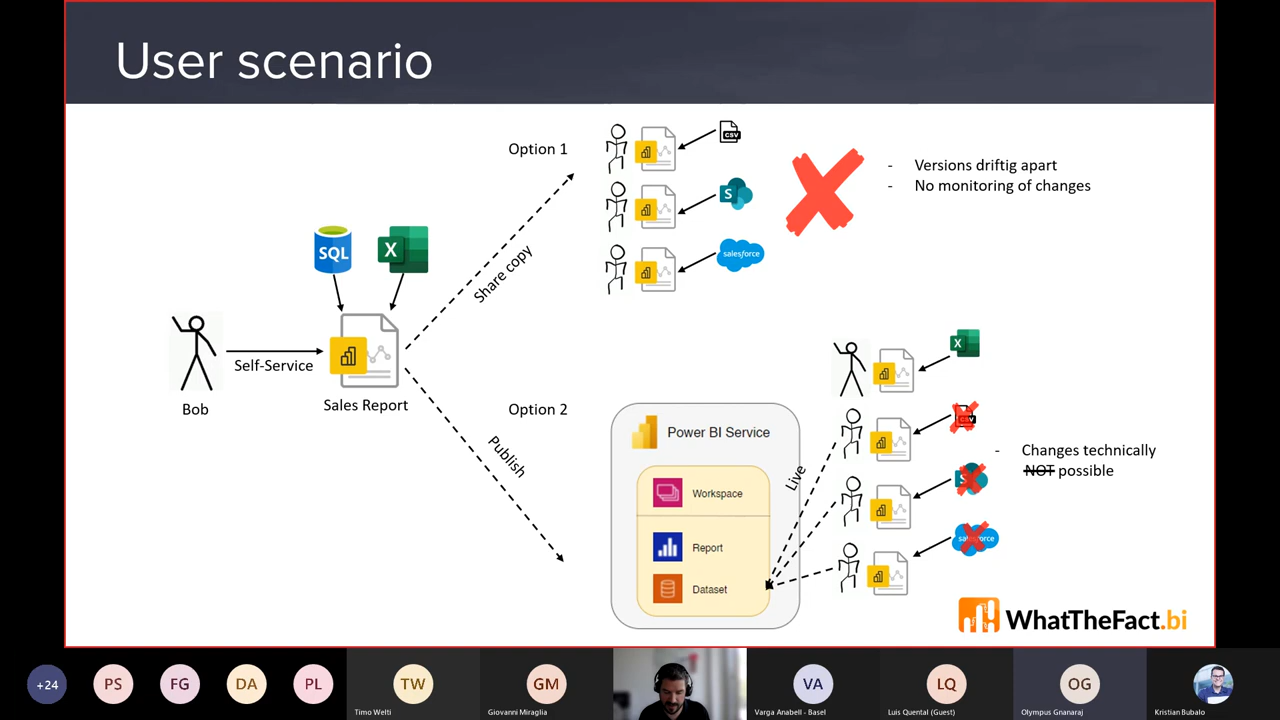 User scenario
Option 1
CSV
- Versions driftig apart
- No monitoring of changes
S
salesforce
SQL
X
Share copy
Self-Service
Bob
Sales Report
Option 2
Publish
Power BI Service
Workspace
Report
Dataset
Live
X
- Changes technically
NOT possible
salesforce
WhatTheFact.bi
+24
PS
FG
DA
PL
TW
Timo Welti
GM
Giovanni Miraglia
VA
Varga Anabell - Basel
LQ
Luis Quental (Guest)
OG
Olympus Gnanaraj
Kristian Bubalo